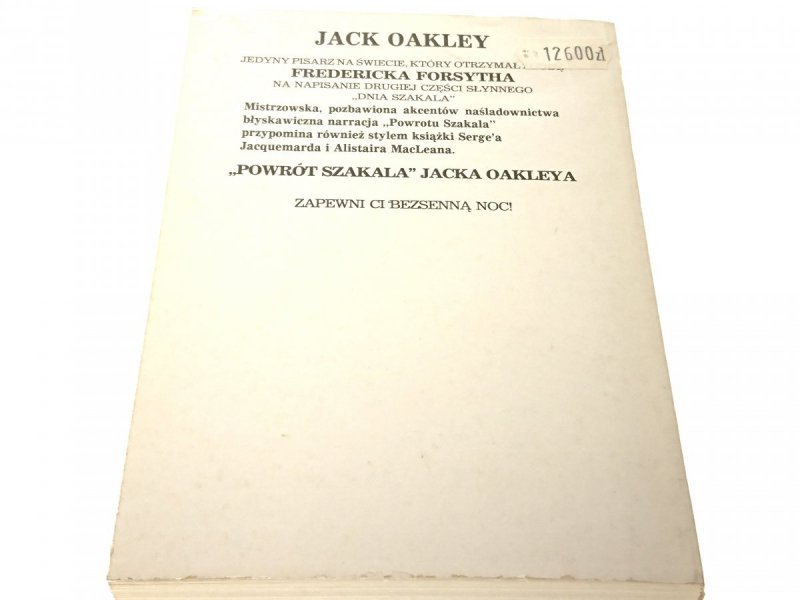 JACK OAKLEY
12600zł
JEDYNY PISARZ NA ŚWIECIE, KTÓRY OTRZYMAŁ
FREDERICKA FORSYTHA
NA NAPISANIE DRUGIEJ CZĘŚCI SŁYNNEGO
„DNIA SZAKALA”
Mistrzowska, pozbawiona akcentów naśladownictwa
błyskawiczna narracja „Powrotu Szakala”
przypomina również stylem książki Serge’a
Jacquemarda i Alistaira MacLeana.
„POWRÓT SZAKALA” JACKA OAKLEYA
ZAPEWNI CI BEZSENNĄ NOC!